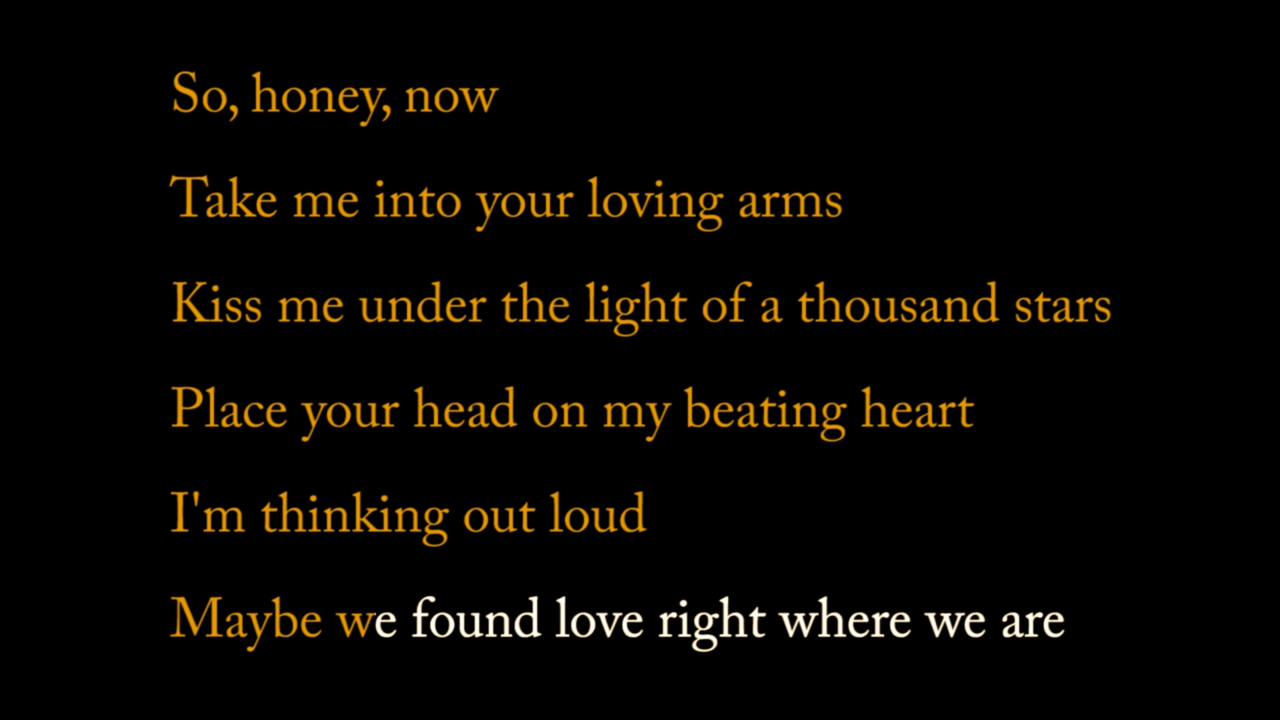 So, honey, now
Take me into your loving arms
Kiss me under the light of a thousand stars
Place your head on my beating heart
I'm thinking out loud
Maybe we found love right where we are